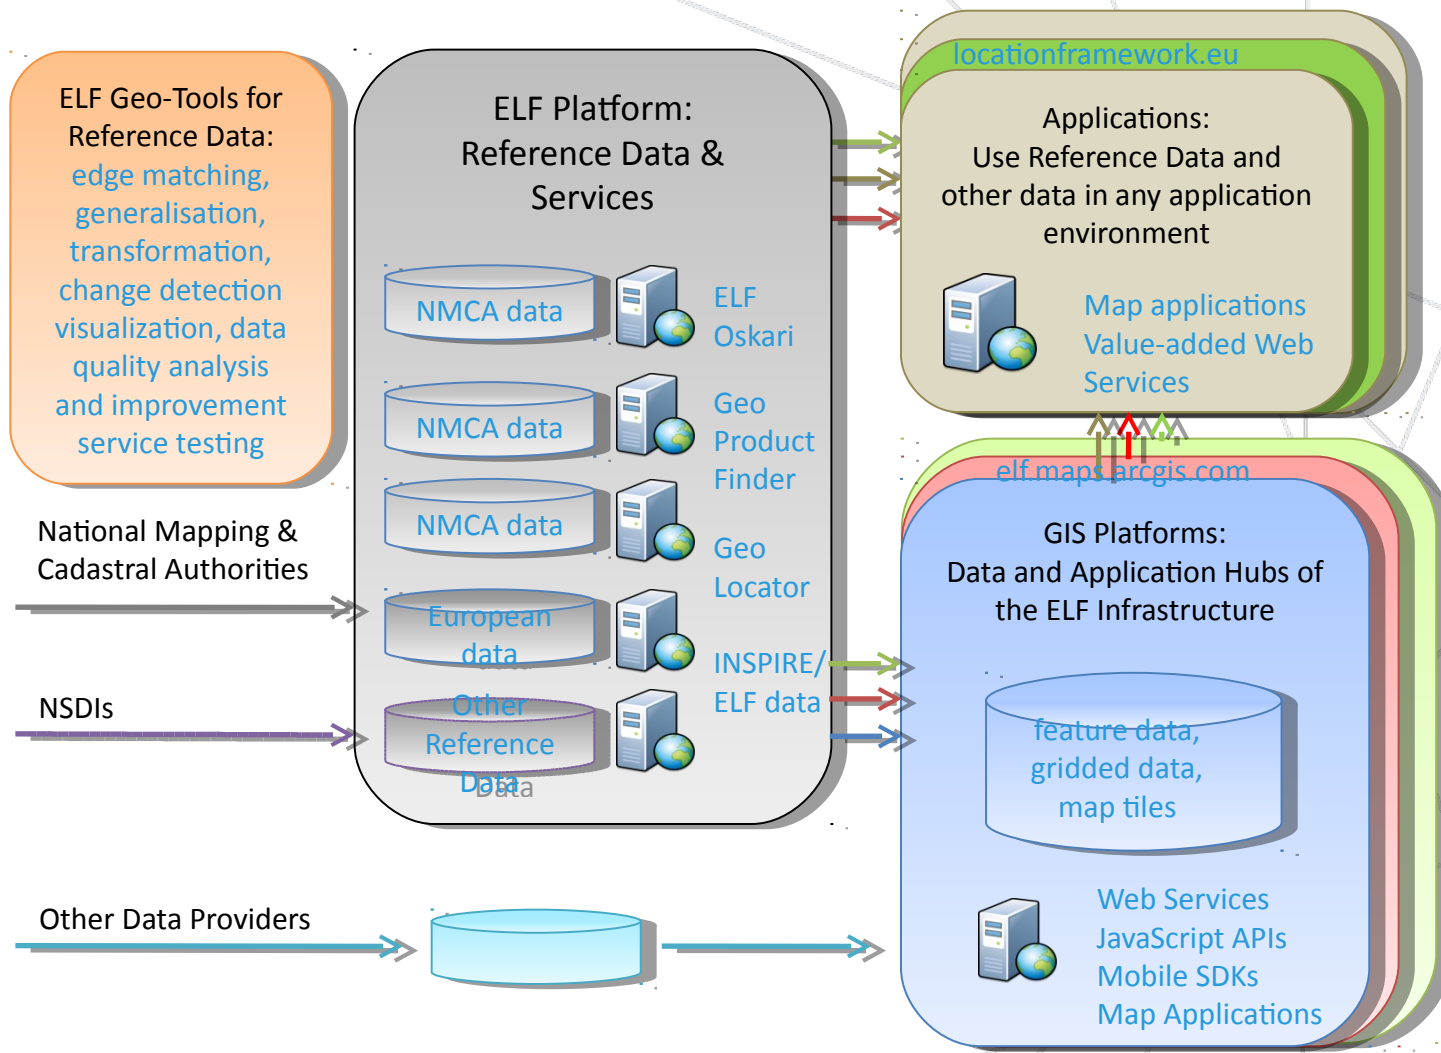 ELF Geo-Tools for
Reference Data:
edge matching,
generalisation,
transformation,
change detection
visualization, data
quality analysis
and improvement
service testing
National Mapping &
Cadastral Authorities
NSDIs
Other Data Providers
ELF Platform:
Reference Data &
Services
NMCA data
NMCA data
NMCA data
European
data
Other
Reference
Data
ELF
Oskari
Geo
Product
Finder
Geo
Locator
INSPIRE/
ELF data
locationframework.eu
Applications:
Use Reference Data and
other data in any application
environment
Map applications
Value-added Web
Services
elf.maps.arcgis.com
GIS Platforms:
Data and Application Hubs of
the ELF Infrastructure
feature data,
gridded data,
map tiles
Web Services
JavaScript APIs
Mobile SDKs
Map Applications